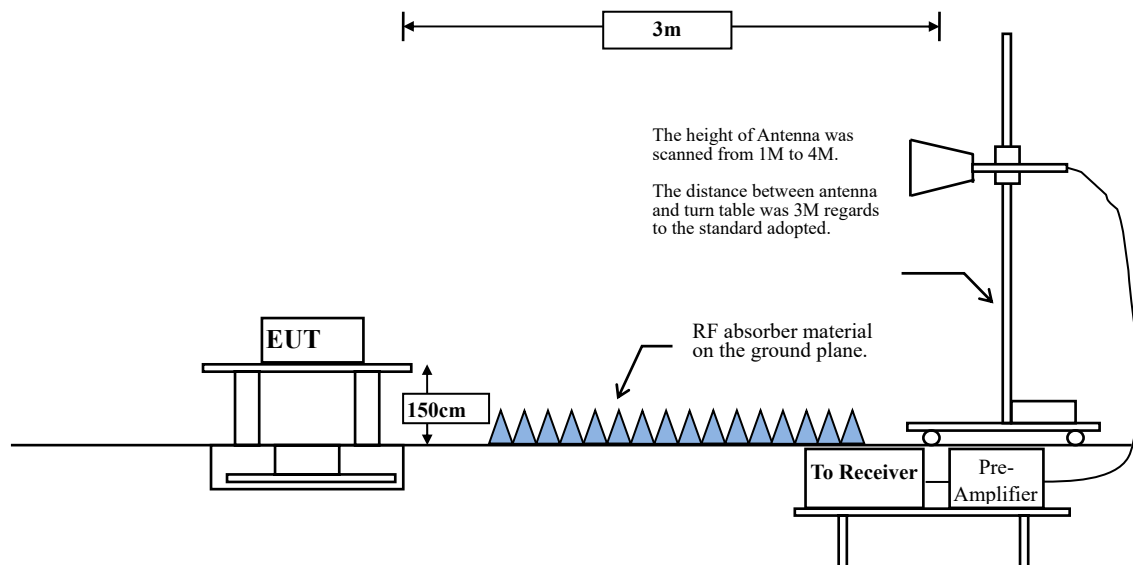 3m
The height of Antenna was
scanned from 1M to 4M.
The distance between antenna
and turn table was 3M regards
to the standard adopted.
EUT
RF absorber material
on the ground plane.
150cm
To Receiver
Pre-
Amplifier